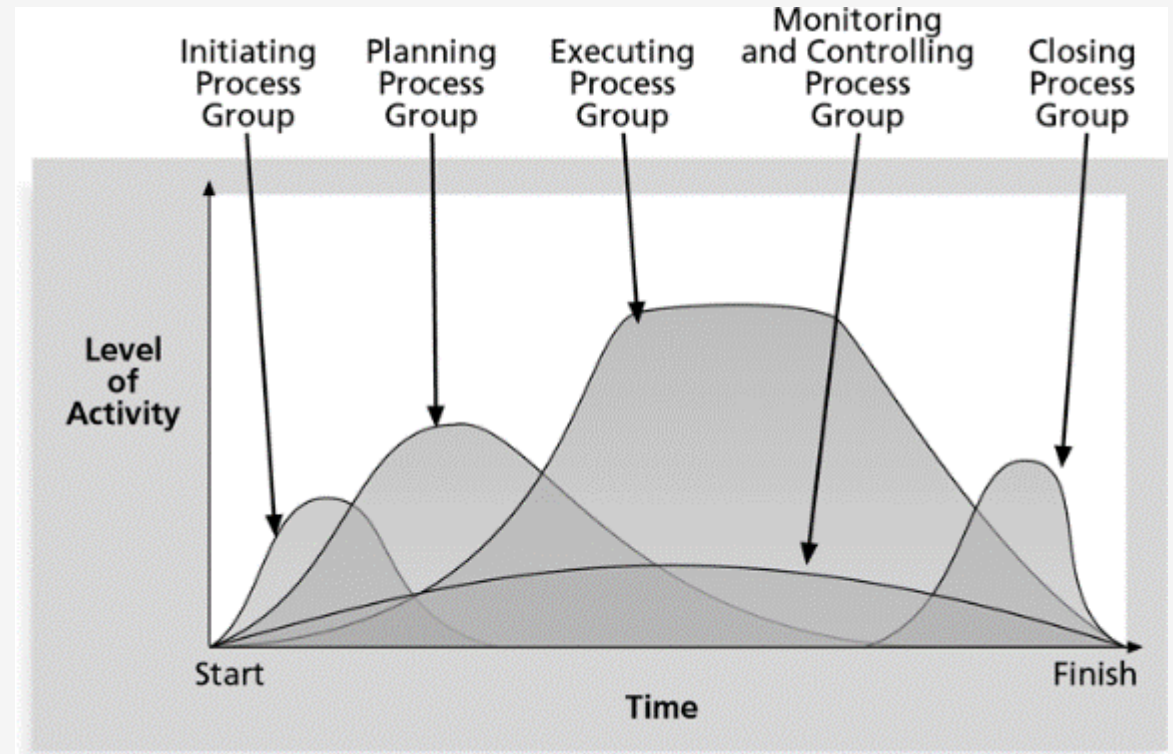 Initiating
Process
Group
Planning
Process
Group
Executing
Process
Group
Monitoring
and Controlling
Process
Group
Closing
Process
Group
Level
of
Activity
Start
Finish
Time